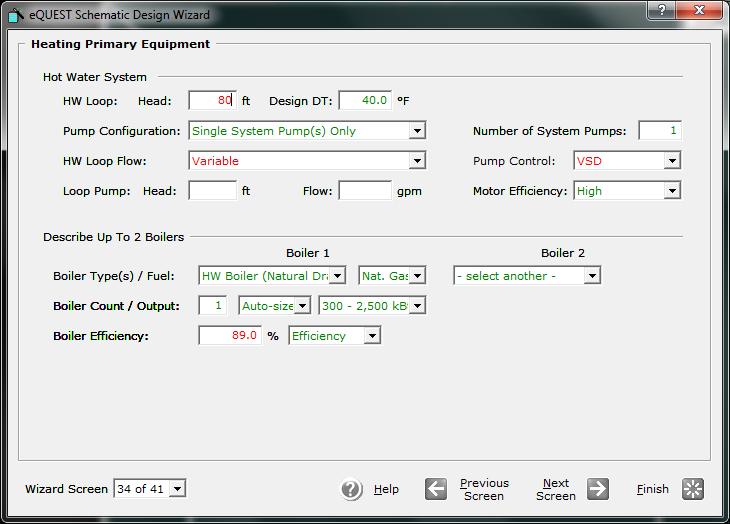 eQUEST Schematic Design Wizard
Heating Primary Equipment
Hot Water System
HW Loop: Head: 80 ft Design DT: 40.0 ºF
Pump Configuration: Single System Pump(s) Only Number of System Pumps: 1
HW Loop Flow: Variable Pump Control: VSD
Loop Pump: Head: ft Flow: gpm Motor Efficiency: High
Describe Up To 2 Boilers
Boiler 1 Boiler 2
Boiler Type(s) / Fuel: HW Boiler (Natural Dra Nat. Gas - select another -
Boiler Count / Output: 1 Auto-size 300 - 2,500 kB
Boiler Efficiency: 89.0 % Efficiency
Wizard Screen 34 of 41 ? Help Previous Screen Next Screen Finish